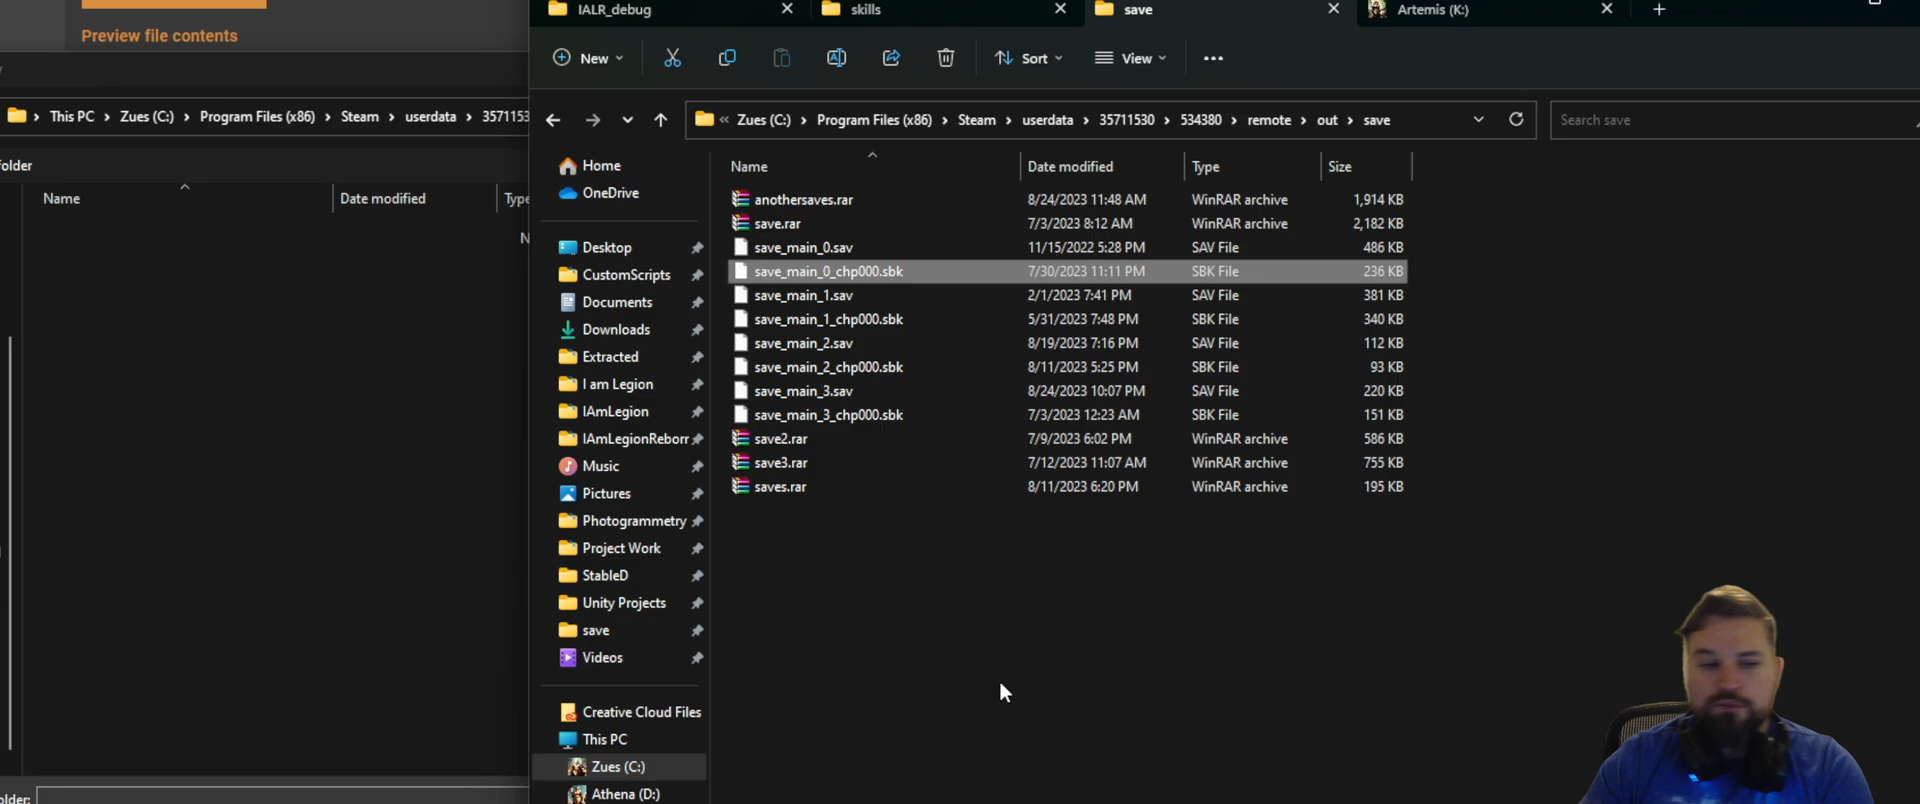 Preview file contents
This PC > Zues (C:) > Program Files (x86) > Steam > userdata > 3571153
folder
Name Date modified Type
IALR_debug
skills
save
Artemis (K:)
New
Sort
View
« Zues (C:) > Program Files (x86) > Steam > userdata > 35711530 > 534380 > remote > out > save
Search save
Home
OneDrive
Desktop
CustomScripts
Documents
Downloads
Extracted
I am Legion
IAmLegion
IAmLegionReborr
Music
Pictures
Photogrammetry
Project Work
StableD
Unity Projects
save
Videos
Creative Cloud Files
This PC
Zues (C:)
Athena (D:)
Name Date modified Type Size
anothersaves.rar 8/24/2023 11:48 AM WinRAR archive 1,914 KB
save.rar 7/3/2023 8:12 AM WinRAR archive 2,182 KB
save_main_0.sav 11/15/2022 5:28 PM SAV File 486 KB
save_main_0_chp000.sbk 7/30/2023 11:11 PM SBK File 236 KB
save_main_1.sav 2/1/2023 7:41 PM SAV File 381 KB
save_main_1_chp000.sbk 5/31/2023 7:48 PM SBK File 340 KB
save_main_2.sav 8/19/2023 7:16 PM SAV File 112 KB
save_main_2_chp000.sbk 8/11/2023 5:25 PM SBK File 93 KB
save_main_3.sav 8/24/2023 10:07 PM SAV File 220 KB
save_main_3_chp000.sbk 7/3/2023 12:23 AM SBK File 151 KB
save2.rar 7/9/2023 6:02 PM WinRAR archive 586 KB
save3.rar 7/12/2023 11:07 AM WinRAR archive 755 KB
saves.rar 8/11/2023 6:20 PM WinRAR archive 195 KB
older: